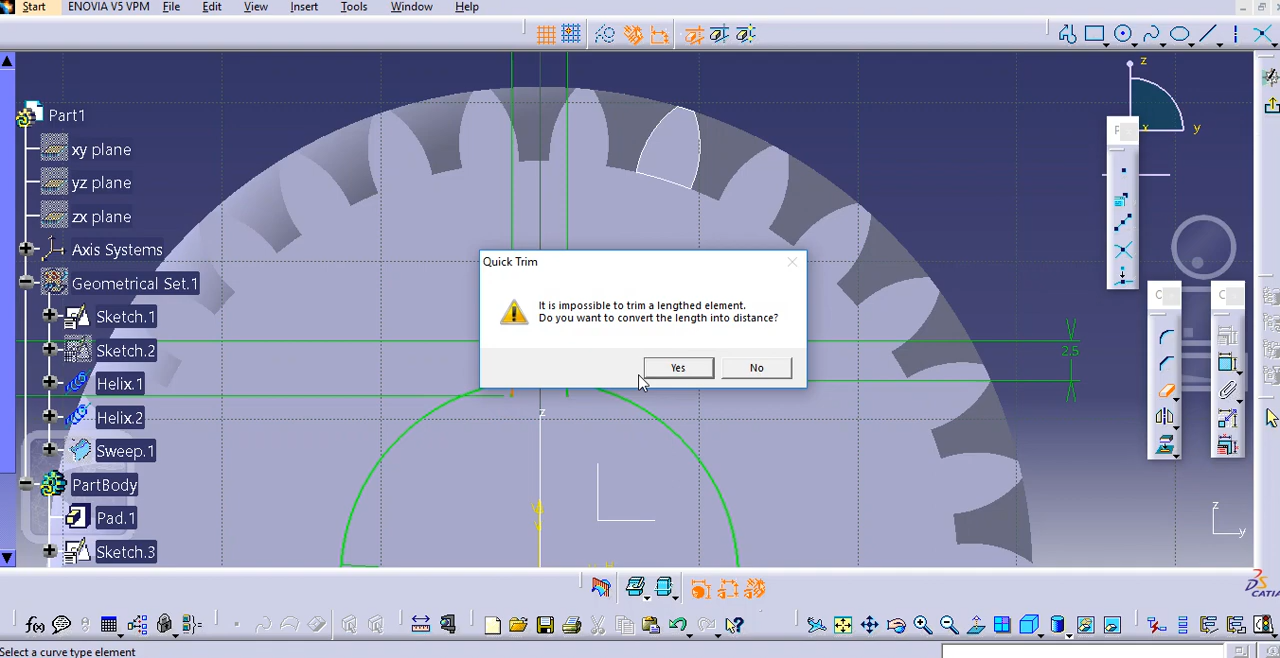 Start ENOVIA V5 VPM File Edit View Insert Tools Window Help
z
x y
Part1
xy plane
yz plane
zx plane
Axis Systems
Geometrical Set.1
Sketch.1
Sketch.2
Helix.1
Helix.2
Sweep.1
PartBody
Pad.1
Sketch.3
Quick Trim
It is impossible to trim a lengthed element.
Do you want to convert the length into distance?
Yes No
2.5
z
P
C C
z
y
f(x)
CATIA
Select a curve type element